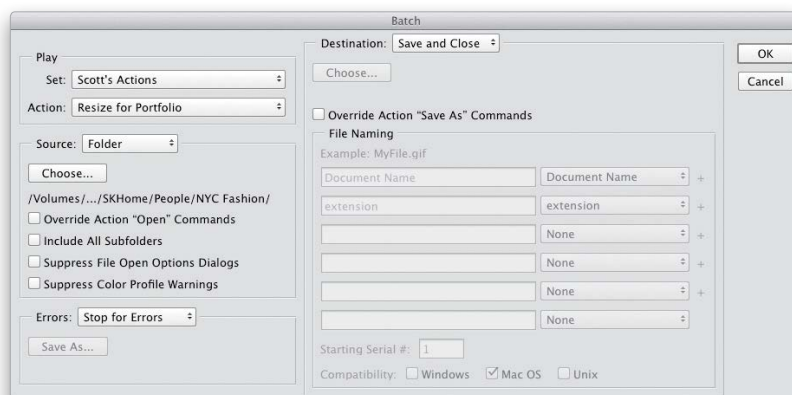 Batch
Play
Set: Scott's Actions
Action: Resize for Portfolio
Source: Folder
Choose...
/Volumes/.../SKHome/People/NYC Fashion/
Override Action "Open" Commands
Include All Subfolders
Suppress File Open Options Dialogs
Suppress Color Profile Warnings
Errors: Stop for Errors
Save As...
Destination: Save and Close
Choose...
Override Action "Save As" Commands
File Naming
Example: MyFile.gif
Document Name Document Name +
extension extension +
None +
None +
None +
None
Starting Serial #: 1
Compatibility: Windows Mac OS Unix
OK
Cancel